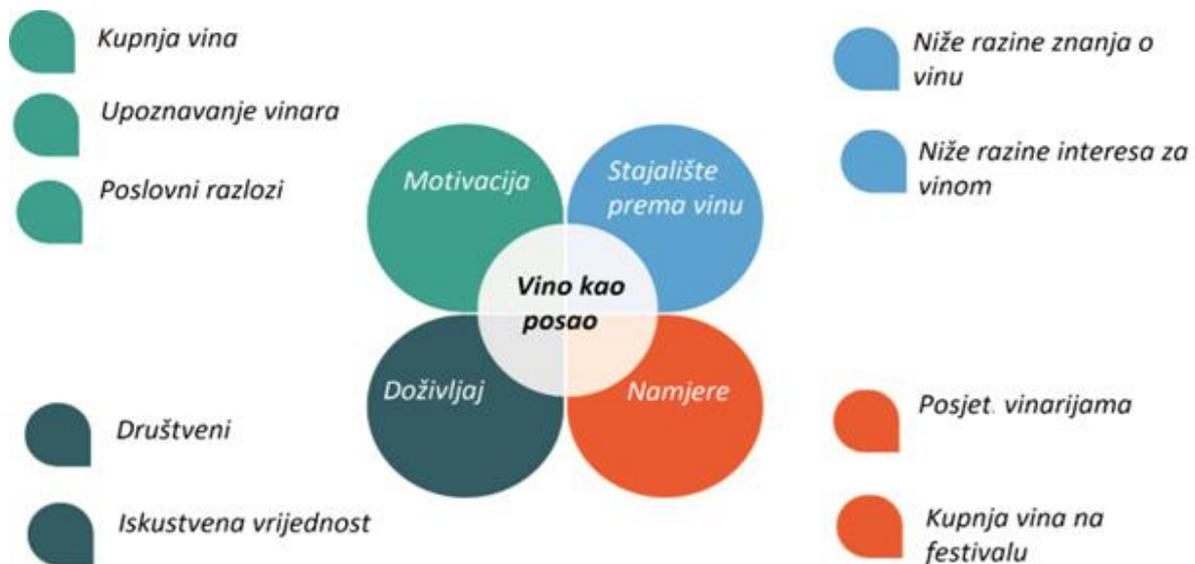 Kupnja vina
Upoznavanje vinara
Poslovni razlozi
Niže razine znanja o
vinu
Niže razine interesa za
vinom
Motivacija
Stajalište
prema vinu
Vino kao
posao
Doživljaj
Namjere
Društveni
Iskustvena vrijednost
Posjet. vinarijama
Kupnja vina na
festivalu